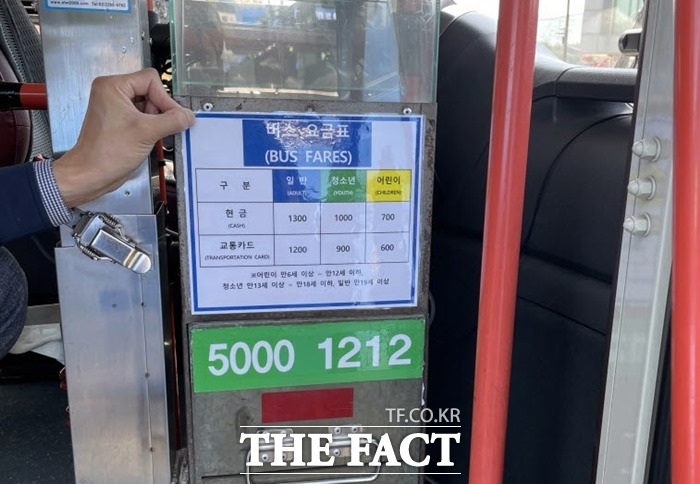 버스 요금표
(BUS FARES)
구 분 일 반 청소년 어린이
(ADULT) (YOUTH) (CHILDREN)
현 금 1300 1000 700
(CASH)
교통카드 1200 900 600
(TRANSPORTATION CARD)
※어린이 만6세 이상 ~ 만12세 이하,
청소년 만13세 이상 ~ 만18세 이하, 일반 만19세 이상
5000 1212
TF.CO.KR
THE FACT